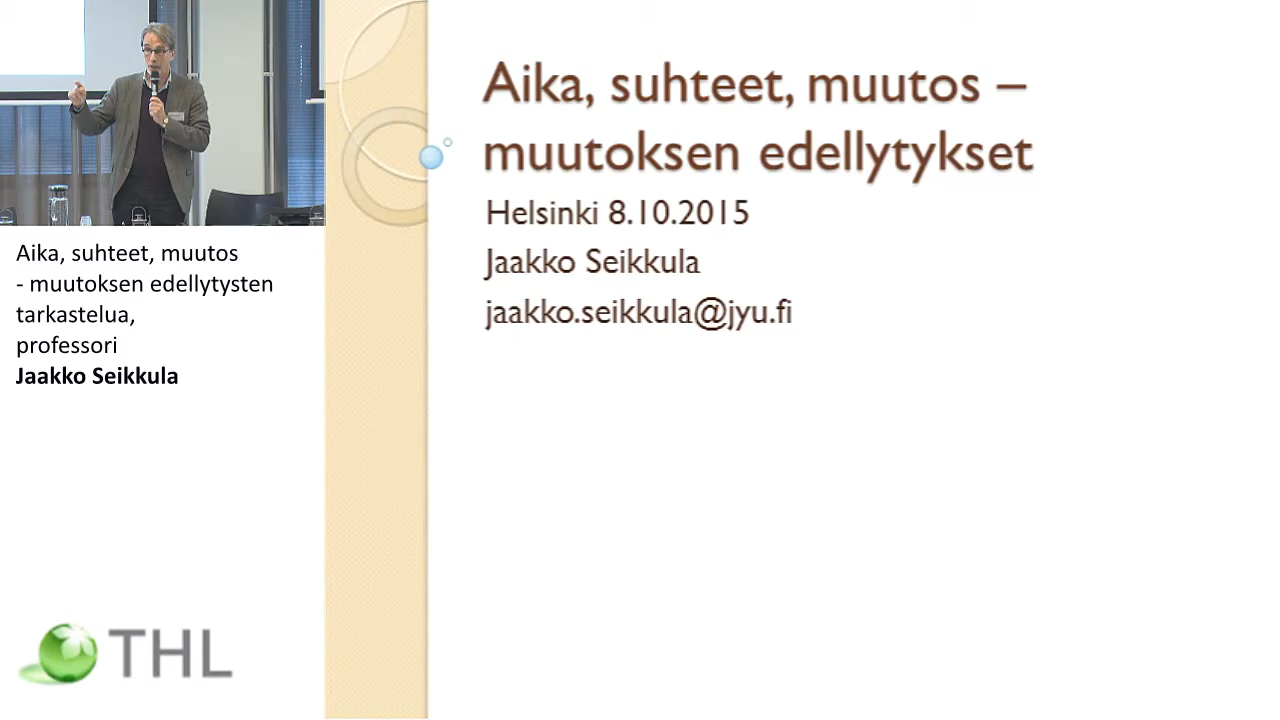 Aika, suhteet, muutos
- muutoksen edellytysten
tarkastelua,
professori
Jaakko Seikkula
THL
Aika, suhteet, muutos –
muutoksen edellytykset
Helsinki 8.10.2015
Jaakko Seikkula
jaakko.seikkula@jyu.fi